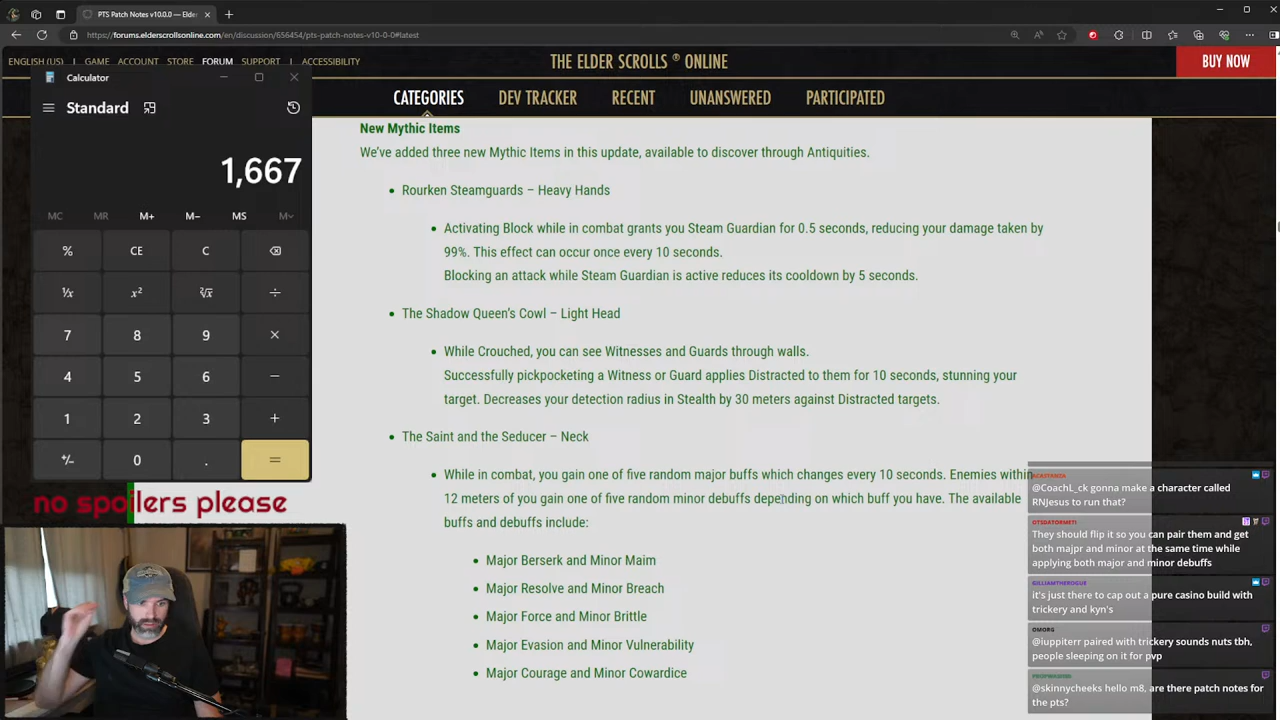 PTS Patch Notes v10.0.0 — Elder
https://forums.elderscrollsonline.com/en/discussion/656454/pts-patch-notes-v10-0-0#latest
ENGLISH (US) | GAME ACCOUNT STORE FORUM SUPPORT | ACCESSIBILITY
THE ELDER SCROLLS ® ONLINE
BUY NOW
CATEGORIES DEV TRACKER RECENT UNANSWERED PARTICIPATED
Calculator
Standard
1,667
MC MR M+ M− MS M
% CE C
¹/x x² ²√x ÷
7 8 9 ×
4 5 6 −
1 2 3 +
+/− 0 . =
no spoilers please
New Mythic Items
We've added three new Mythic Items in this update, available to discover through Antiquities.
Rourken Steamguards – Heavy Hands
Activating Block while in combat grants you Steam Guardian for 0.5 seconds, reducing your damage taken by
99%. This effect can occur once every 10 seconds.
Blocking an attack while Steam Guardian is active reduces its cooldown by 5 seconds.
The Shadow Queen's Cowl – Light Head
While Crouched, you can see Witnesses and Guards through walls.
Successfully pickpocketing a Witness or Guard applies Distracted to them for 10 seconds, stunning your
target. Decreases your detection radius in Stealth by 30 meters against Distracted targets.
The Saint and the Seducer – Neck
While in combat, you gain one of five random major buffs which changes every 10 seconds. Enemies within
12 meters of you gain one of five random minor debuffs depending on which buff you have. The available
buffs and debuffs include:
Major Berserk and Minor Maim
Major Resolve and Minor Breach
Major Force and Minor Brittle
Major Evasion and Minor Vulnerability
Major Courage and Minor Cowardice
@CoachL_ck gonna make a character called
RNJesus to run that?
OTSDATORMETI
They should flip it so you can pair them and get
both majpr and minor at the same time while
applying both major and minor debuffs
GILLIAMTHEROGUE
it's just there to cap out a pure casino build with
trickery and kyn's
OMORG
@iuppiterr paired with trickery sounds nuts tbh,
people sleeping on it for pvp
@skinnycheeks hello m8, are there patch notes for
the pts?